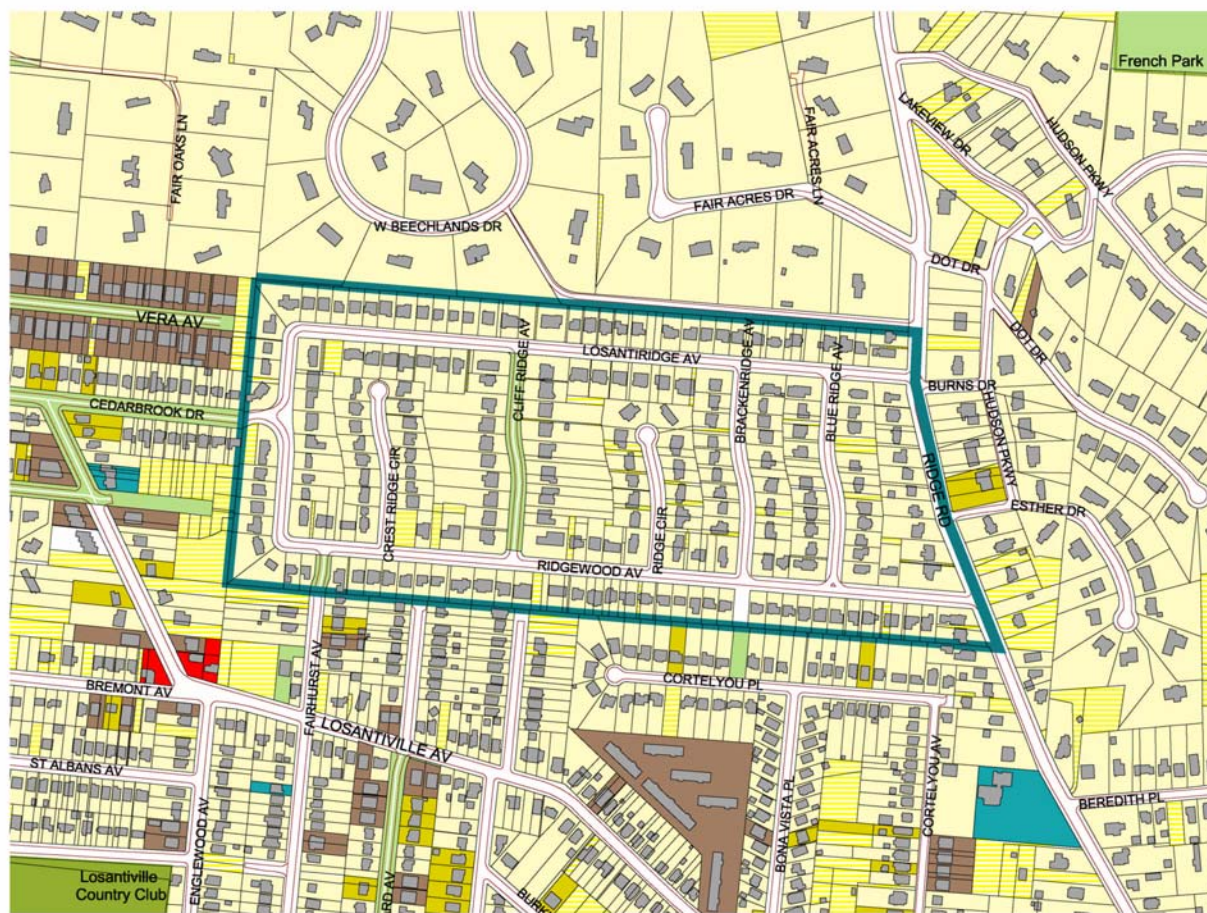 French Park
LAKEVIEW DR
HUDSON PKWY
FAIR OAKS LN
FAIR ACRES LN
FAIR ACRES DR
W BEECHLANDS DR
DOT DR
DOT DR
VERA AV
CLIFF RIDGE AV
LOSANTIRIDGE AV
BRACKENRIDGE AV
BLUE RIDGE AV
BURNS DR
HUDSON PKWY
CEDARBROOK DR
CREST RIDGE CIR
RIDGE CIR
RIDGE RD
ESTHER DR
RIDGEWOOD AV
CORTELYOU PL
BREMONT AV
FAIRHURST AV
LOSANTIVILLE AV
ST ALBANS AV
ENGLEWOOD AV
BONA VISTA PL
CORTELYOU AV
BEREDITH PL
Losantiville
Country Club
RD AV
BURK